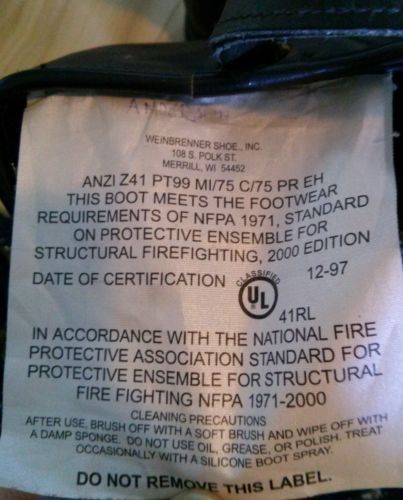 WEINBRENNER SHOE., INC.
108 S. POLK ST.
MERRILL, WI 54452
ANZI Z41 PT99 MI/75 C/75 PR EH
THIS BOOT MEETS THE FOOTWEAR
REQUIREMENTS OF NFPA 1971, STANDARD
ON PROTECTIVE ENSEMBLE FOR
STRUCTURAL FIREFIGHTING, 2000 EDITION
DATE OF CERTIFICATION 12-97
CLASSIFIED
UL
41RL
IN ACCORDANCE WITH THE NATIONAL FIRE
PROTECTIVE ASSOCIATION STANDARD FOR
PROTECTIVE ENSEMBLE FOR STRUCTURAL
FIRE FIGHTING NFPA 1971-2000
CLEANING PRECAUTIONS
AFTER USE, BRUSH OFF WITH A SOFT BRUSH AND WIPE OFF WITH
A DAMP SPONGE. DO NOT USE OIL, GREASE, OR POLISH. TREAT
OCCASIONALLY WITH A SILICONE BOOT SPRAY.
DO NOT REMOVE THIS LABEL.